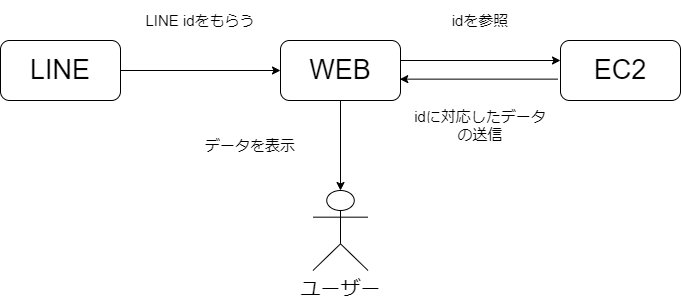 LINE idをもらう
idを参照
LINE
WEB
EC2
idに対応したデータ
の送信
データを表示
ユーザー